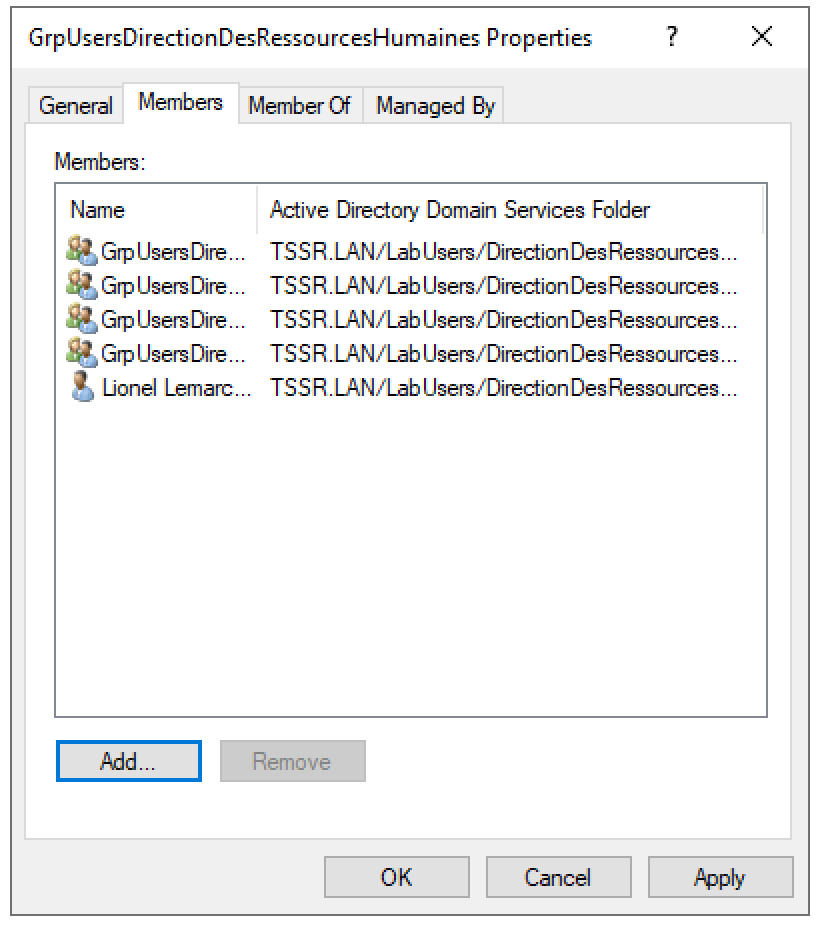 GrpUsersDirectionDesRessourcesHumaines Properties ?
General Members Member Of Managed By
Members:
Name Active Directory Domain Services Folder
GrpUsersDire... TSSR.LAN/LabUsers/DirectionDesRessources...
GrpUsersDire... TSSR.LAN/LabUsers/DirectionDesRessources...
GrpUsersDire... TSSR.LAN/LabUsers/DirectionDesRessources...
GrpUsersDire... TSSR.LAN/LabUsers/DirectionDesRessources...
Lionel Lemarc... TSSR.LAN/LabUsers/DirectionDesRessources...
Add... Remove
OK Cancel Apply